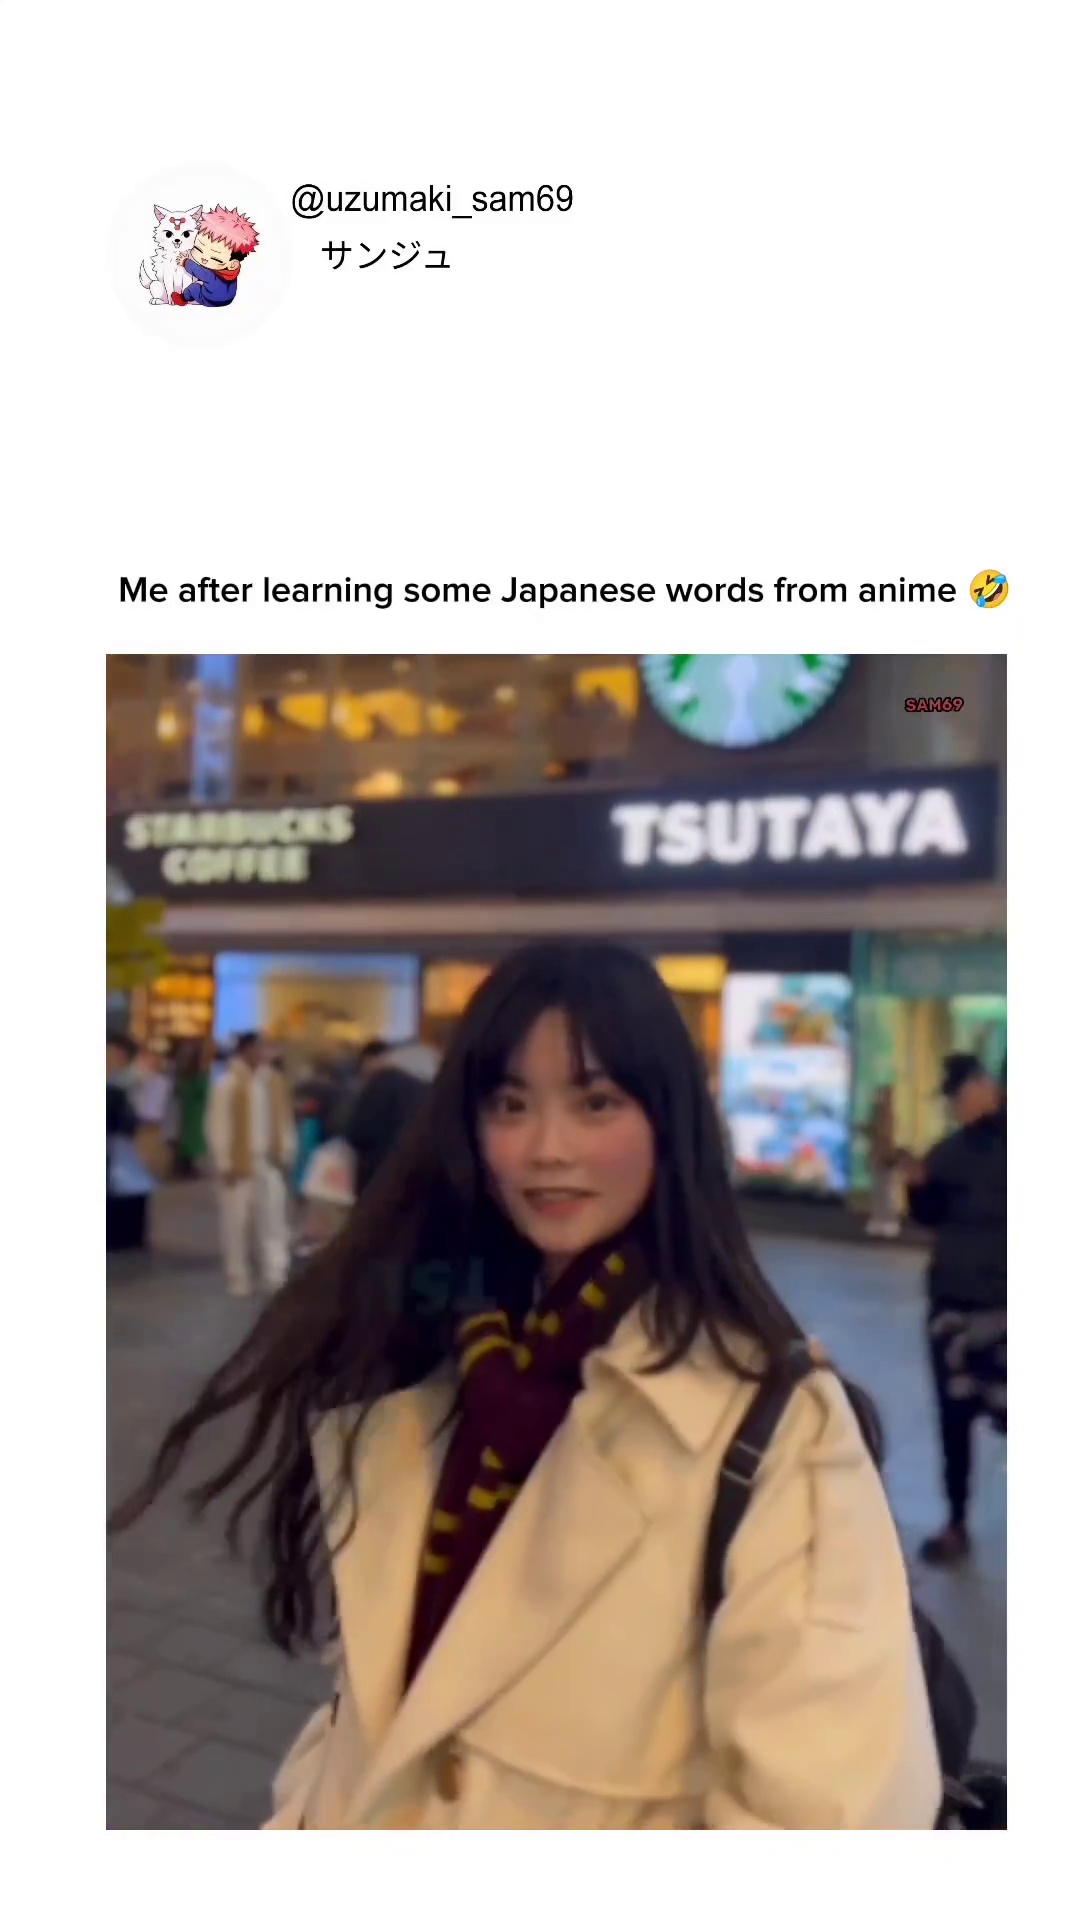 @uzumaki_sam69
サンジュ
Me after learning some Japanese words from anime 🤣
SAM69
STARBUCKS
COFFEE
TSUTAYA